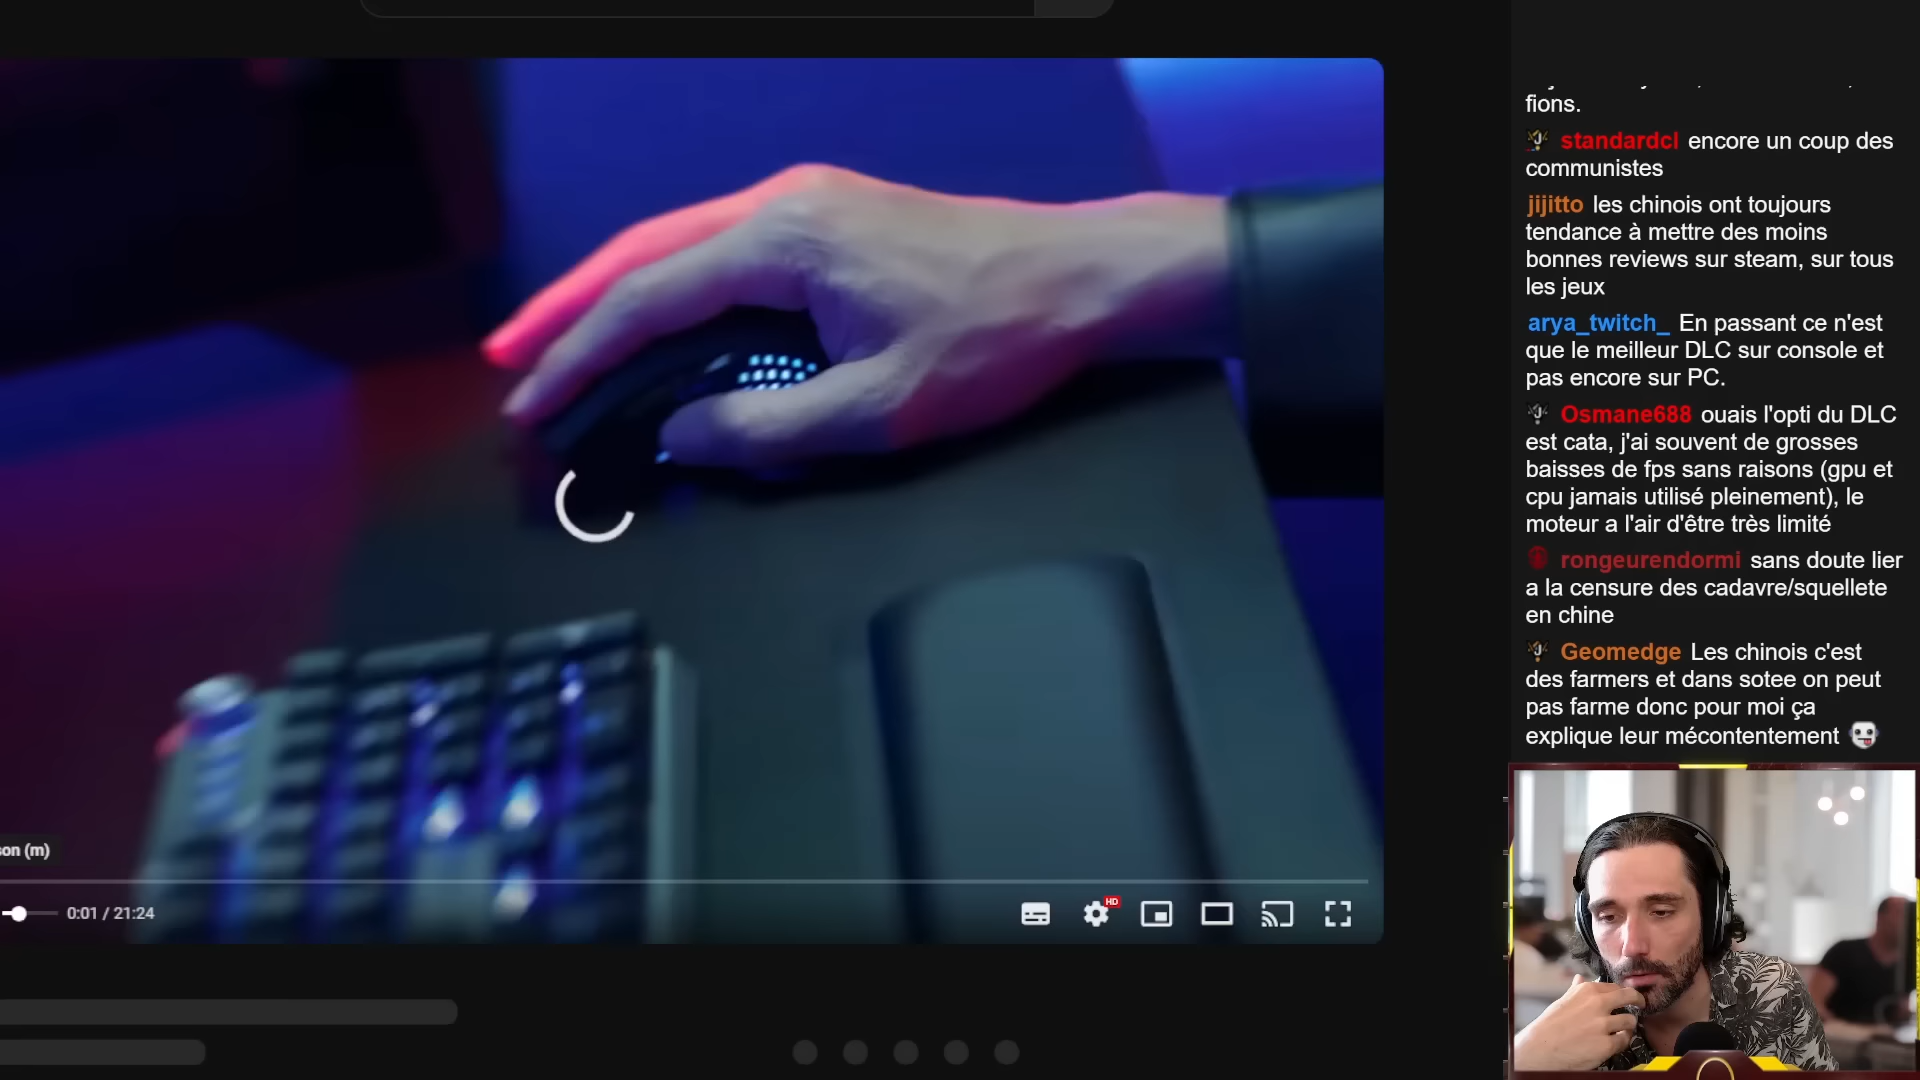 fions.
standardcl encore un coup des
communistes
jijitto les chinois ont toujours
tendance à mettre des moins
bonnes reviews sur steam, sur tous
les jeux
arya_twitch_ En passant ce n'est
que le meilleur DLC sur console et
pas encore sur PC.
Osmane688 ouais l'opti du DLC
est cata, j'ai souvent de grosses
baisses de fps sans raisons (gpu et
cpu jamais utilisé pleinement), le
moteur a l'air d'être très limité
rongeurendormi sans doute lier
a la censure des cadavre/squellete
en chine
Geomedge Les chinois c'est
des farmers et dans sotee on peut
pas farme donc pour moi ça
explique leur mécontentement
son (m)
0:01 / 21:24
HD